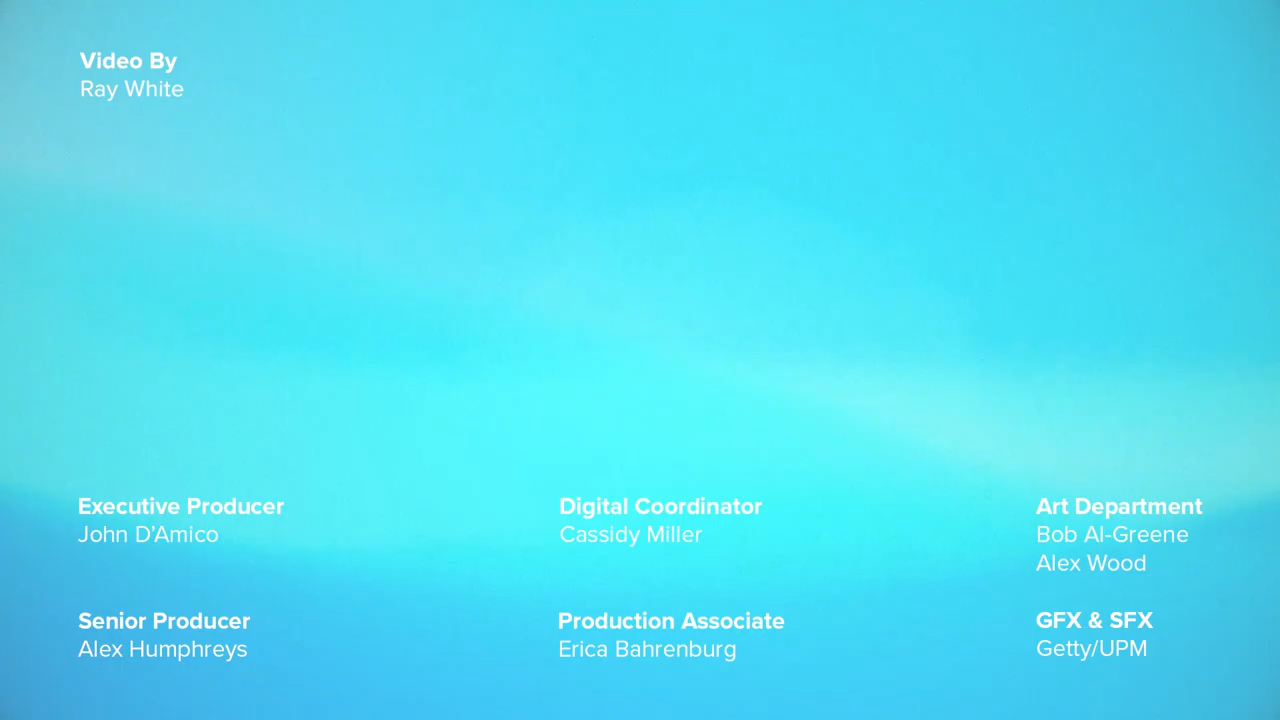 Video By
Ray White
Executive Producer
John D’Amico
Digital Coordinator
Cassidy Miller
Art Department
Bob Al-Greene
Alex Wood
Senior Producer
Alex Humphreys
Production Associate
Erica Bahrenburg
GFX & SFX
Getty/UPM